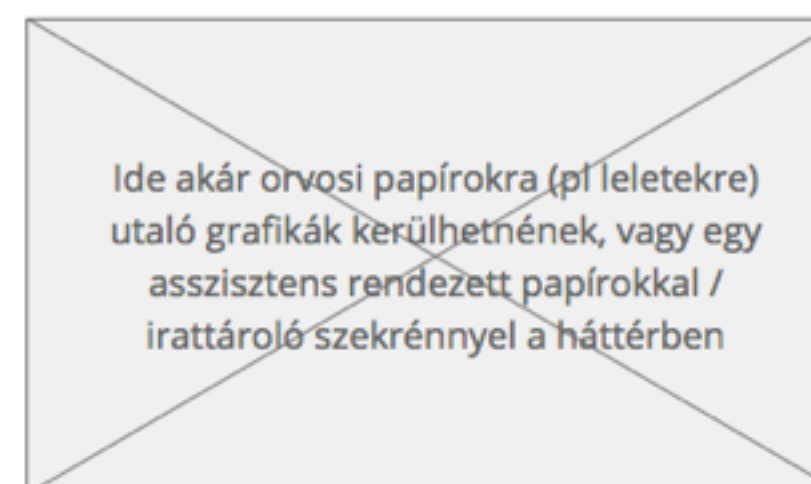 Ide akár orvosi papírokra (pl leletekre)
utaló grafikák kerülhetnének, vagy egy
asszisztens rendezett papírokkal /
irattároló szekrénnyel a háttérben